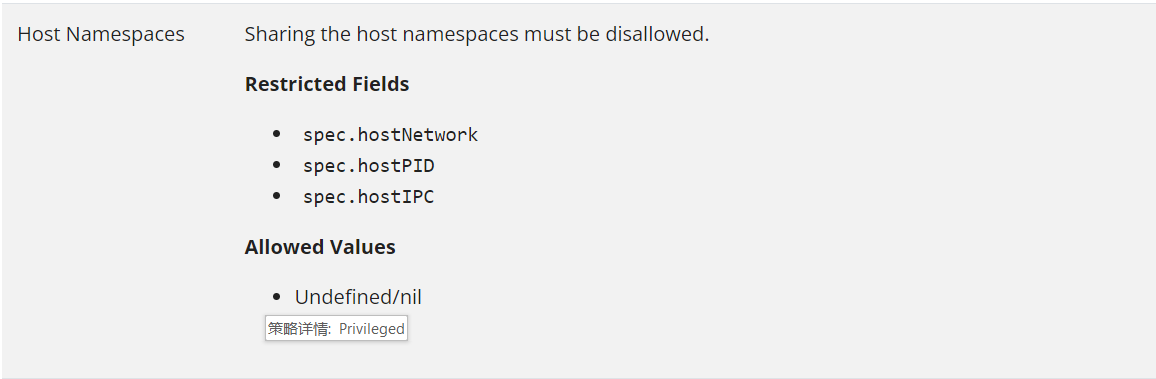 Host Namespaces
Sharing the host namespaces must be disallowed.
Restricted Fields
spec.hostNetwork
spec.hostPID
spec.hostIPC
Allowed Values
Undefined/nil
策略详情: Privileged